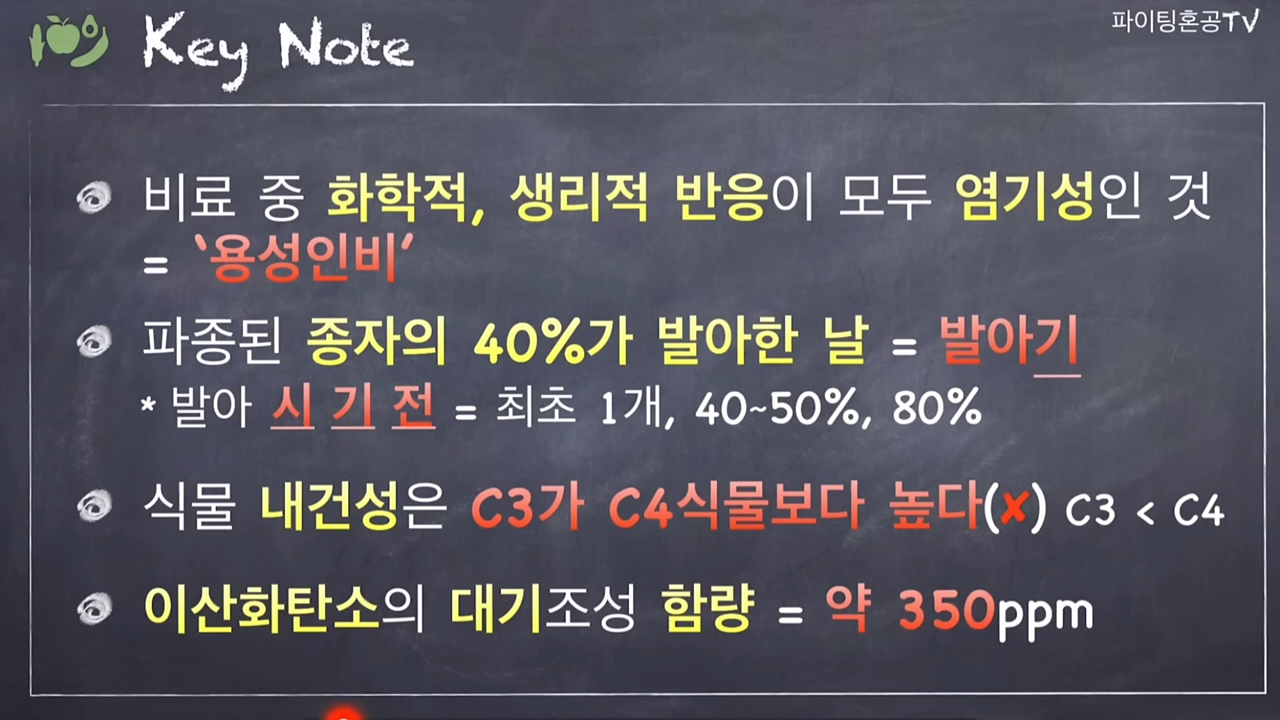 Key Note
파이팅혼공TV
비료 중 화학적, 생리적 반응이 모두 염기성인 것
= '용성인비'
파종된 종자의 40%가 발아한 날 = 발아기
* 발아 시 기 전 = 최초 1개, 40~50%, 80%
식물 내건성은 C3가 C4식물보다 높다(✘) C3 < C4
이산화탄소의 대기조성 함량 = 약 350ppm